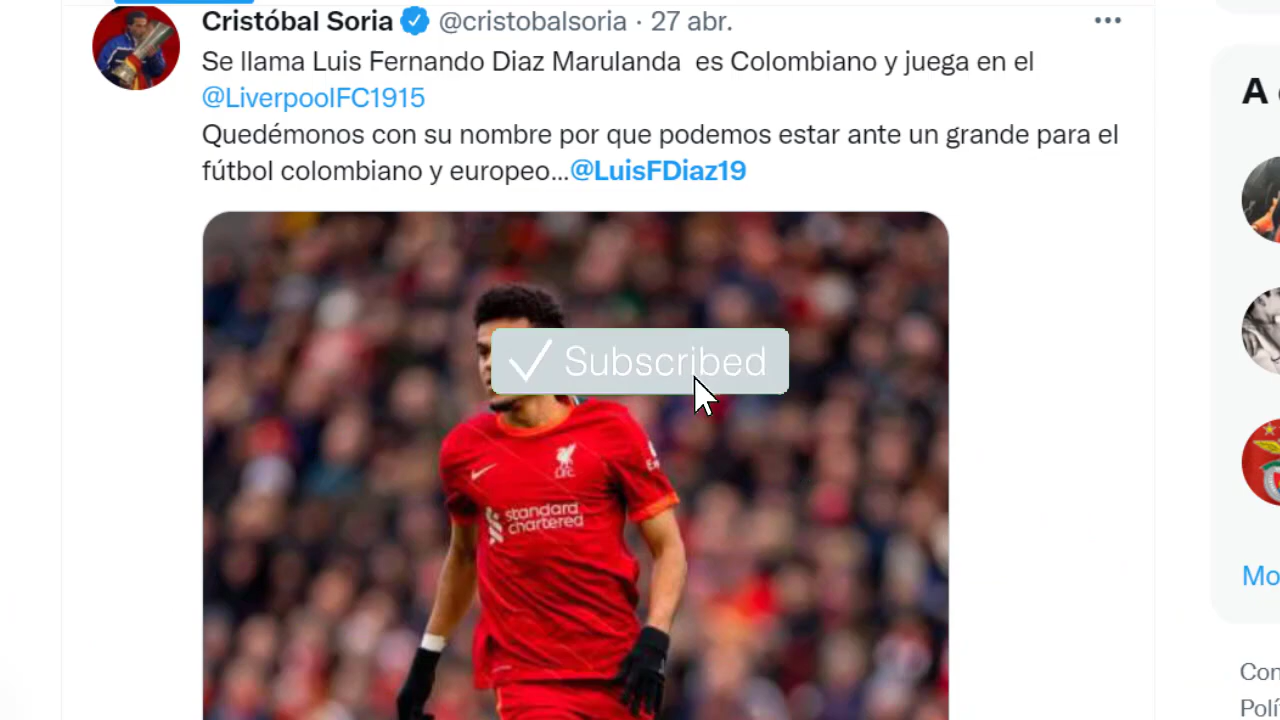 Cristóbal Soria @cristobalsoria · 27 abr.
Se llama Luis Fernando Diaz Marulanda es Colombiano y juega en el
@LiverpoolFC1915
Quedémonos con su nombre por que podemos estar ante un grande para el
fútbol colombiano y europeo...@LuisFDiaz19
Subscribed
LFC
standard
chartered
A
Mo
Con
Polí